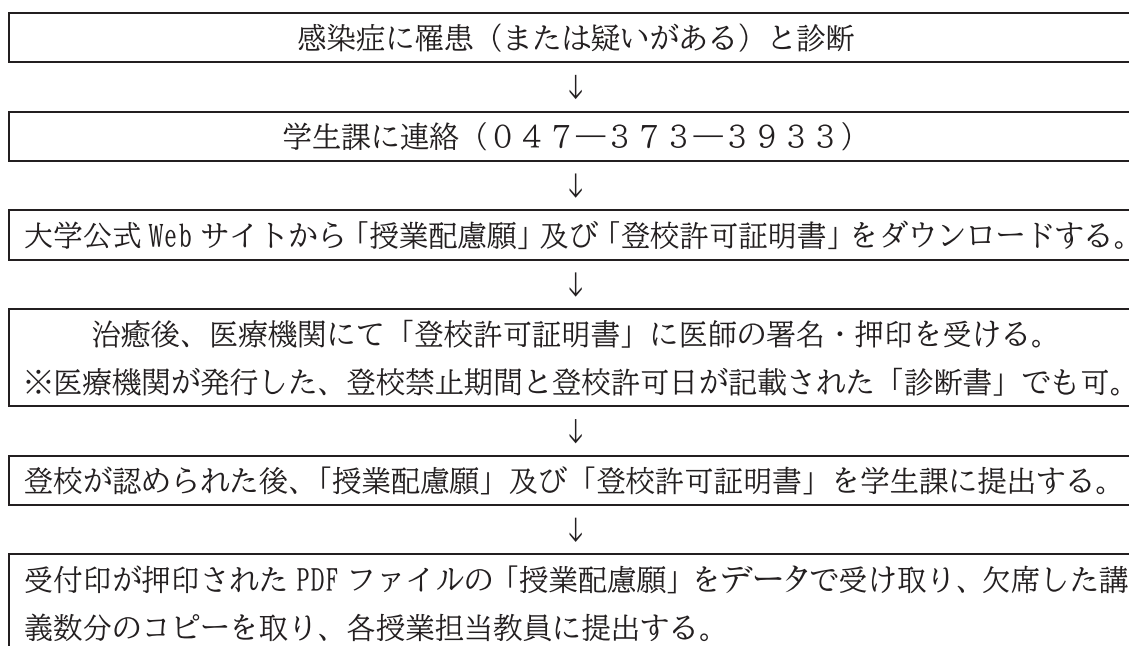 感染症に罹患（または疑いがある）と診断
↓
学生課に連絡（０４７―３７３―３９３３）
↓
大学公式 Web サイトから「授業配慮願」及び「登校許可証明書」をダウンロードする。
↓
治癒後、医療機関にて「登校許可証明書」に医師の署名・押印を受ける。
※医療機関が発行した、登校禁止期間と登校許可日が記載された「診断書」でも可。
↓
登校が認められた後、「授業配慮願」及び「登校許可証明書」を学生課に提出する。
↓
受付印が押印された PDF ファイルの「授業配慮願」をデータで受け取り、欠席した講
義数分のコピーを取り、各授業担当教員に提出する。